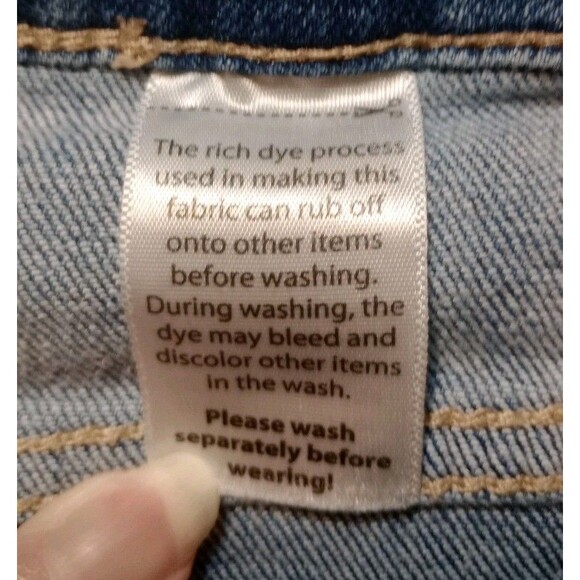 The rich dye process
used in making this
fabric can rub off
onto other items
before washing.
During washing, the
dye may bleed and
discolor other items
in the wash.
Please wash
separately before
wearing!